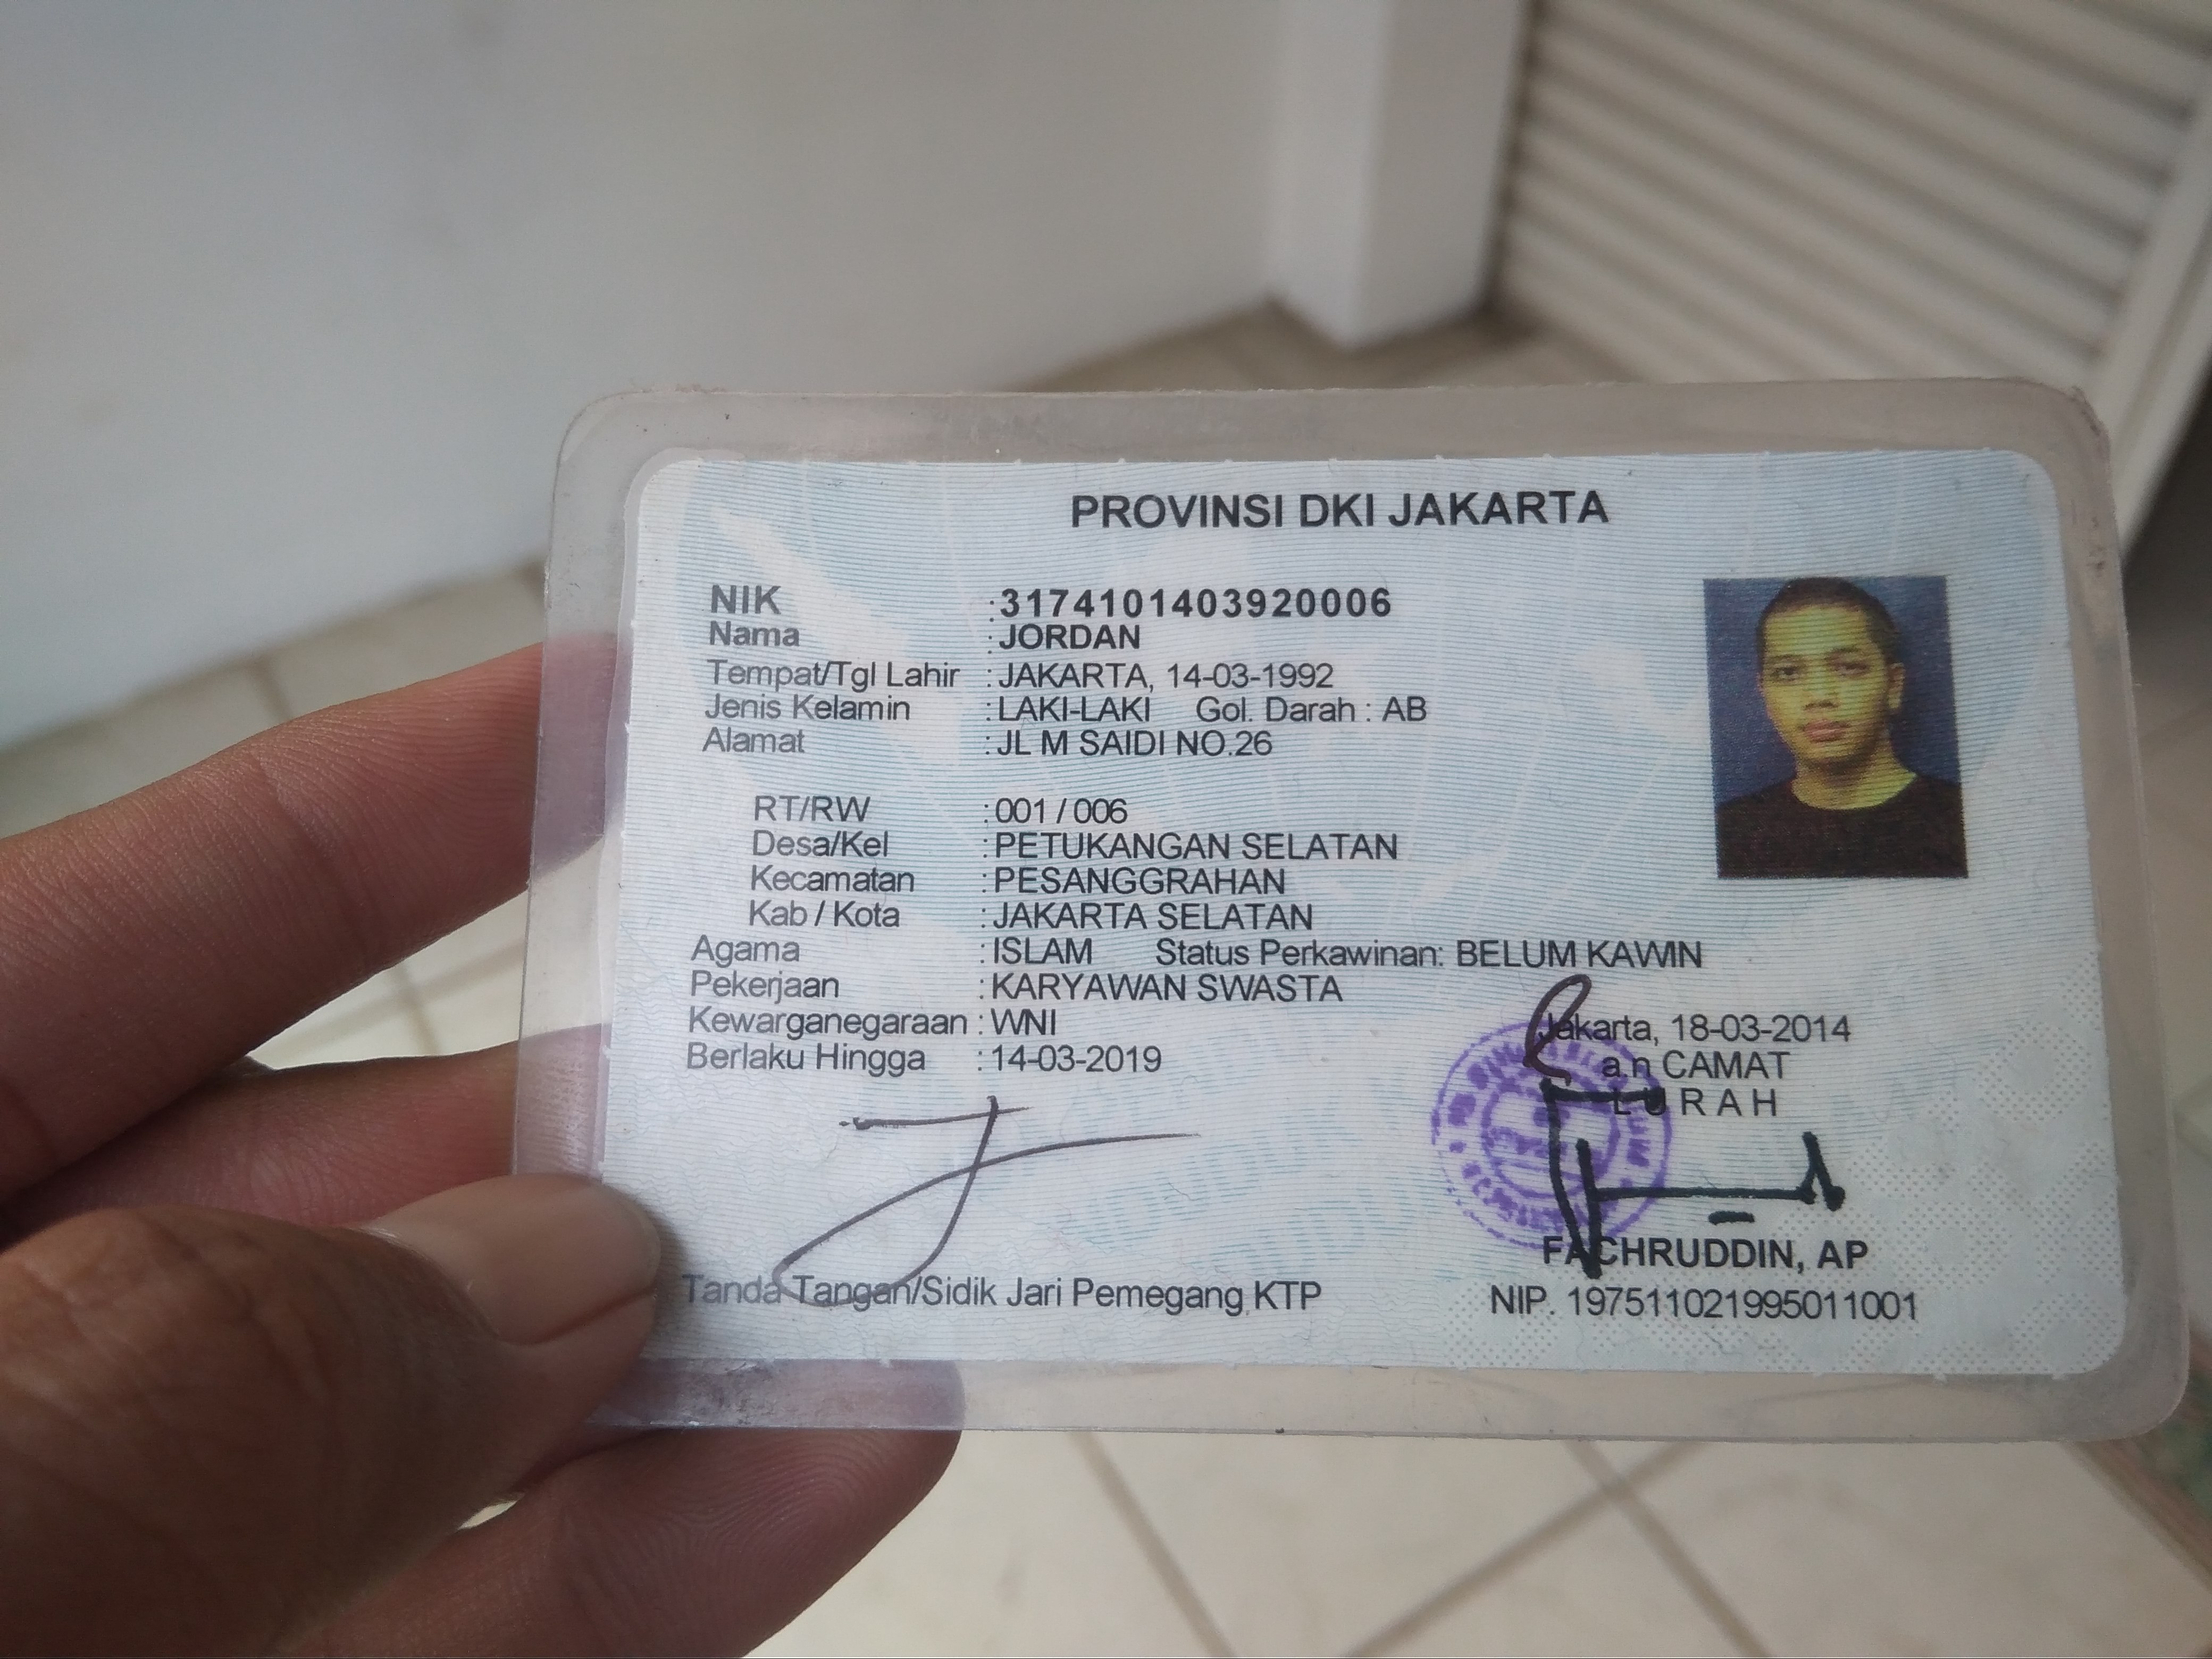 PROVINSI DKI JAKARTA
NIK :3174101403920006
Nama :JORDAN
Tempat/Tgl Lahir :JAKARTA, 14-03-1992
Jenis Kelamin :LAKI-LAKI Gol. Darah : AB
Alamat :JL M SAIDI NO.26
RT/RW :001 / 006
Desa/Kel :PETUKANGAN SELATAN
Kecamatan :PESANGGRAHAN
Kab / Kota :JAKARTA SELATAN
Agama :ISLAM Status Perkawinan: BELUM KAWIN
Pekerjaan :KARYAWAN SWASTA
Kewarganegaraan : WNI
Berlaku Hingga : 14-03-2019
Jakarta, 18-03-2014
a.n CAMAT
L U R A H
FACHRUDDIN, AP
Tanda Tangan/Sidik Jari Pemegang KTP
NIP. 197511021995011001